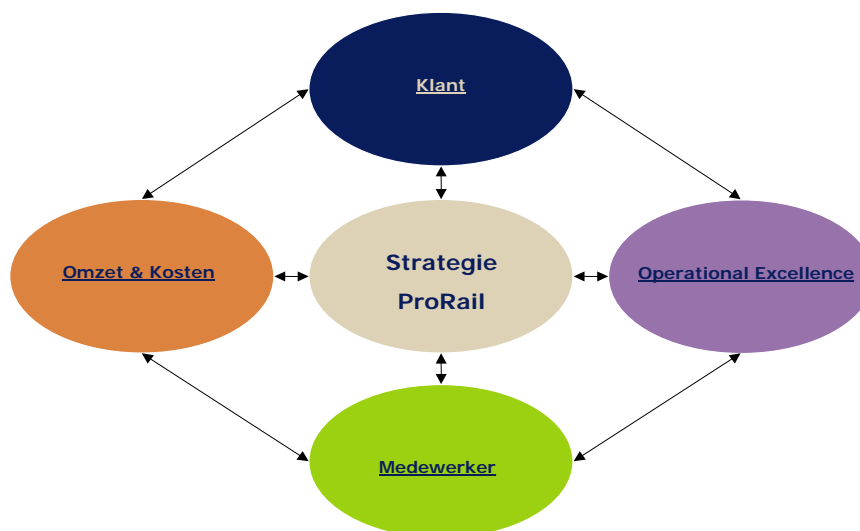 Klant
Omzet & Kosten
Strategie
ProRail
Operational Excellence
Medewerker